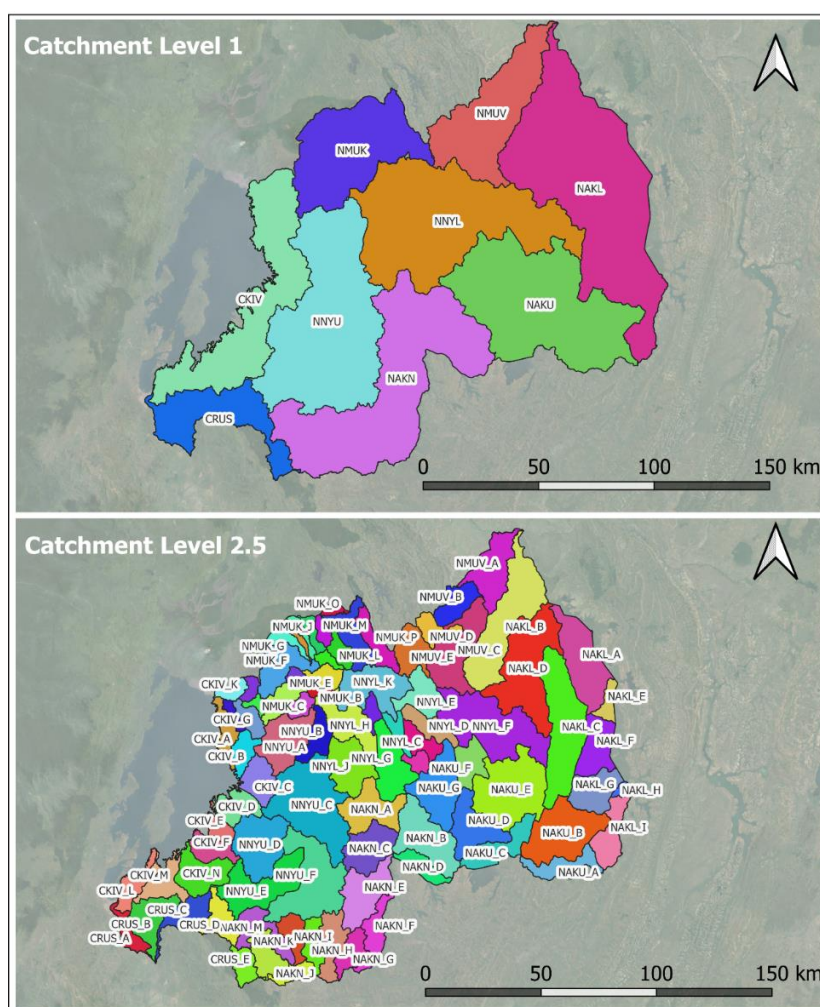 Catchment Level 1
NMUV
NMUK
NAKL
NNYL
CKIV
NNYU
NAKU
NAKN
CRUS
0 50 100 150 km
Catchment Level 2.5
NMUV_A
NMUV_B
NMUK_O
NMUK_J
NMUK_M
NMUK_P
NMUV_D
NAKL_B
NMUK_G
NMUK_L
NMUV_E
NMUV_C
NAKL_A
NMUK_F
NAKL_D
CKIV_K
NMUK_E
NNYL_K
NMUK_B
NNYL_E
NAKL_E
NMUK_C
CKIV_G
NNYU_B
NNYL_H
NNYL_D
NNYL_F
NAKL_C
CKIV_A
NNYU_A
NNYL_C
NAKL_F
CKIV_B
NNYL_J
NNYL_G
NAKU_F
CKIV_C
NAKU_G
NAKU_E
NAKL_G
NAKL_H
CKIV_D
NNYU_C
NAKN_A
CKIV_E
NAKU_D
NAKL_I
CKIV_F
NNYU_D
NAKN_B
NAKU_B
NAKN_C
NAKU_C
CKIV_M
CKIV_N
NNYU_F
NAKN_D
NAKU_A
CKIV_L
NNYU_E
NAKN_E
CRUS_C
CRUS_B
CRUS_D
NAKN_M
NAKN_F
CRUS_A
NAKN_K
NAKN_I
NAKN_H
CRUS_E
NAKN_J
NAKN_G
0 50 100 150 km